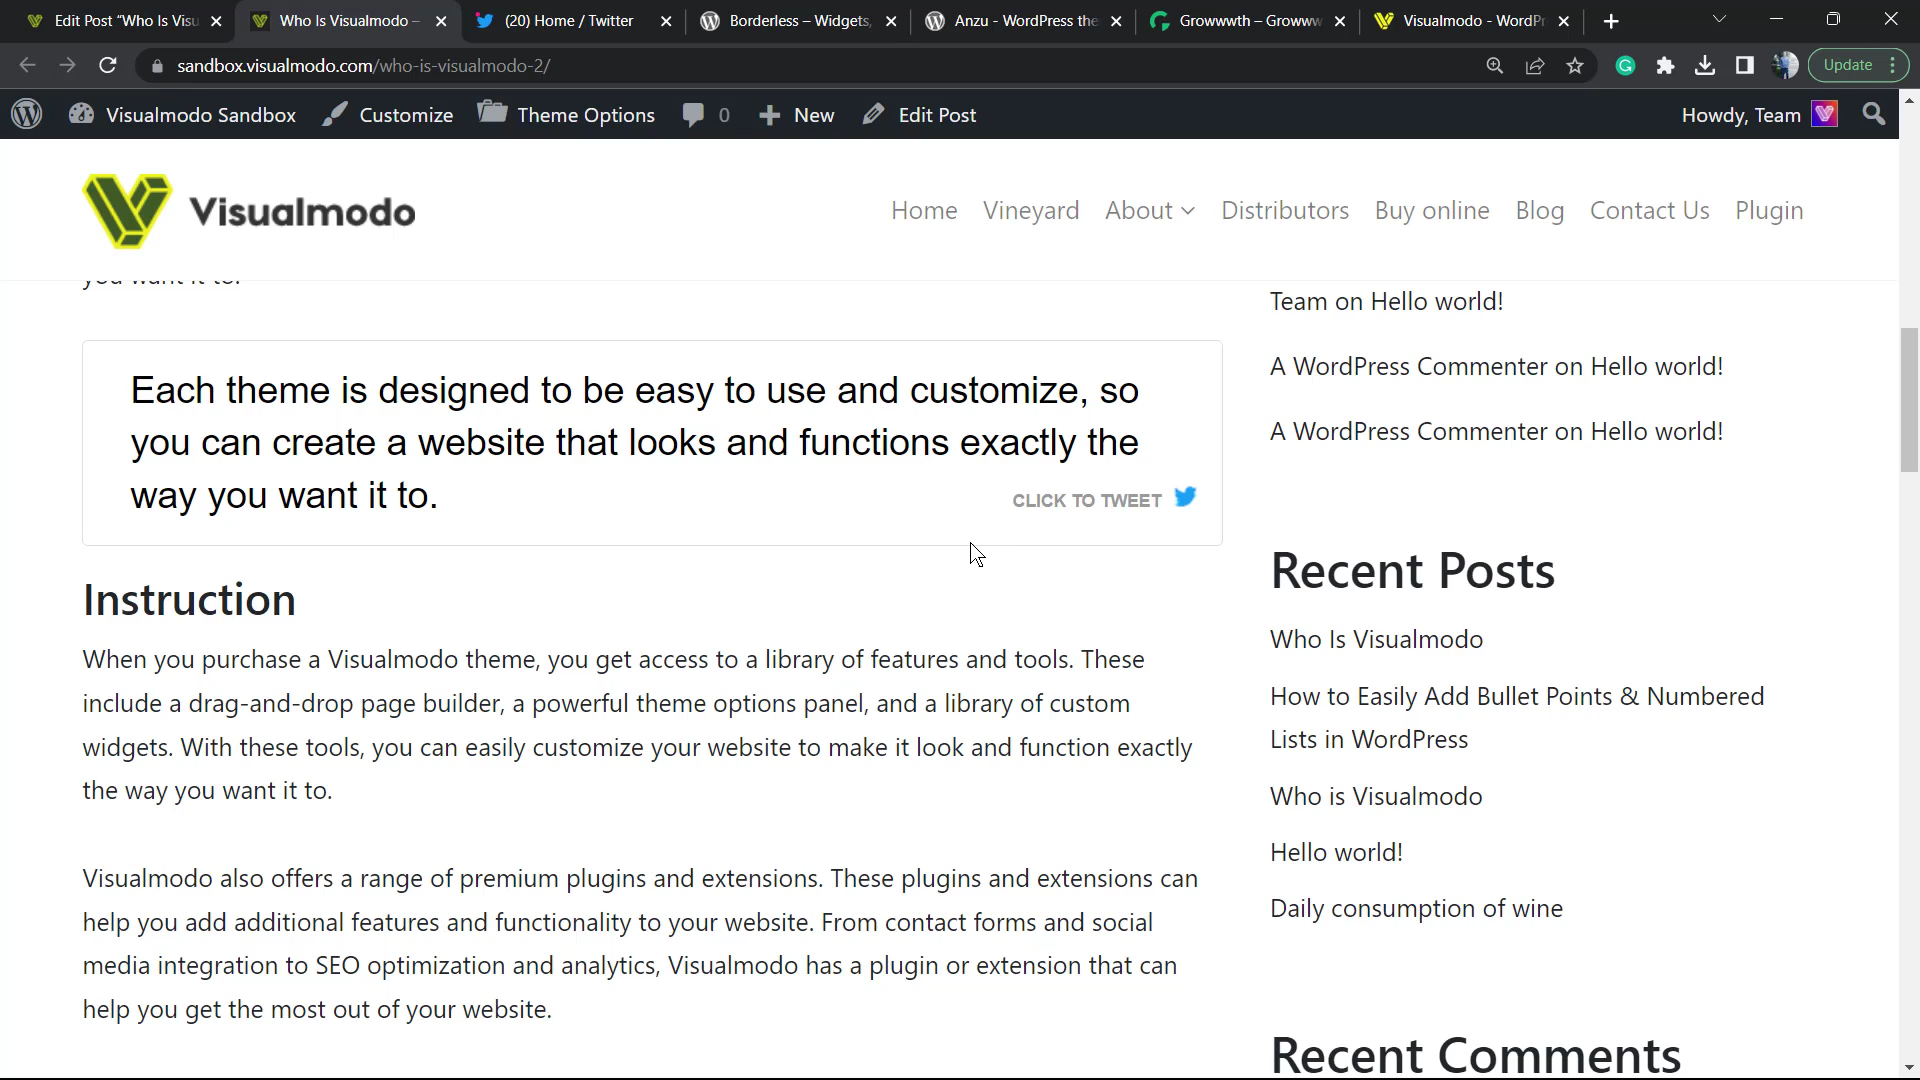 Edit Post “Who Is Visu
Who Is Visualmodo –
(20) Home / Twitter
Borderless – Widgets,
Anzu - WordPress the
Growwwth – Growww
Visualmodo - WordPr
sandbox.visualmodo.com/who-is-visualmodo-2/
Update
Visualmodo Sandbox
Customize
Theme Options
0
New
Edit Post
Howdy, Team
Visualmodo
Home
Vineyard
About
Distributors
Buy online
Blog
Contact Us
Plugin
you want it to.
Each theme is designed to be easy to use and customize, so
you can create a website that looks and functions exactly the
way you want it to.
CLICK TO TWEET
Instruction
When you purchase a Visualmodo theme, you get access to a library of features and tools. These
include a drag-and-drop page builder, a powerful theme options panel, and a library of custom
widgets. With these tools, you can easily customize your website to make it look and function exactly
the way you want it to.
Visualmodo also offers a range of premium plugins and extensions. These plugins and extensions can
help you add additional features and functionality to your website. From contact forms and social
media integration to SEO optimization and analytics, Visualmodo has a plugin or extension that can
help you get the most out of your website.
Team on Hello world!
A WordPress Commenter on Hello world!
A WordPress Commenter on Hello world!
Recent Posts
Who Is Visualmodo
How to Easily Add Bullet Points & Numbered
Lists in WordPress
Who is Visualmodo
Hello world!
Daily consumption of wine
Recent Comments